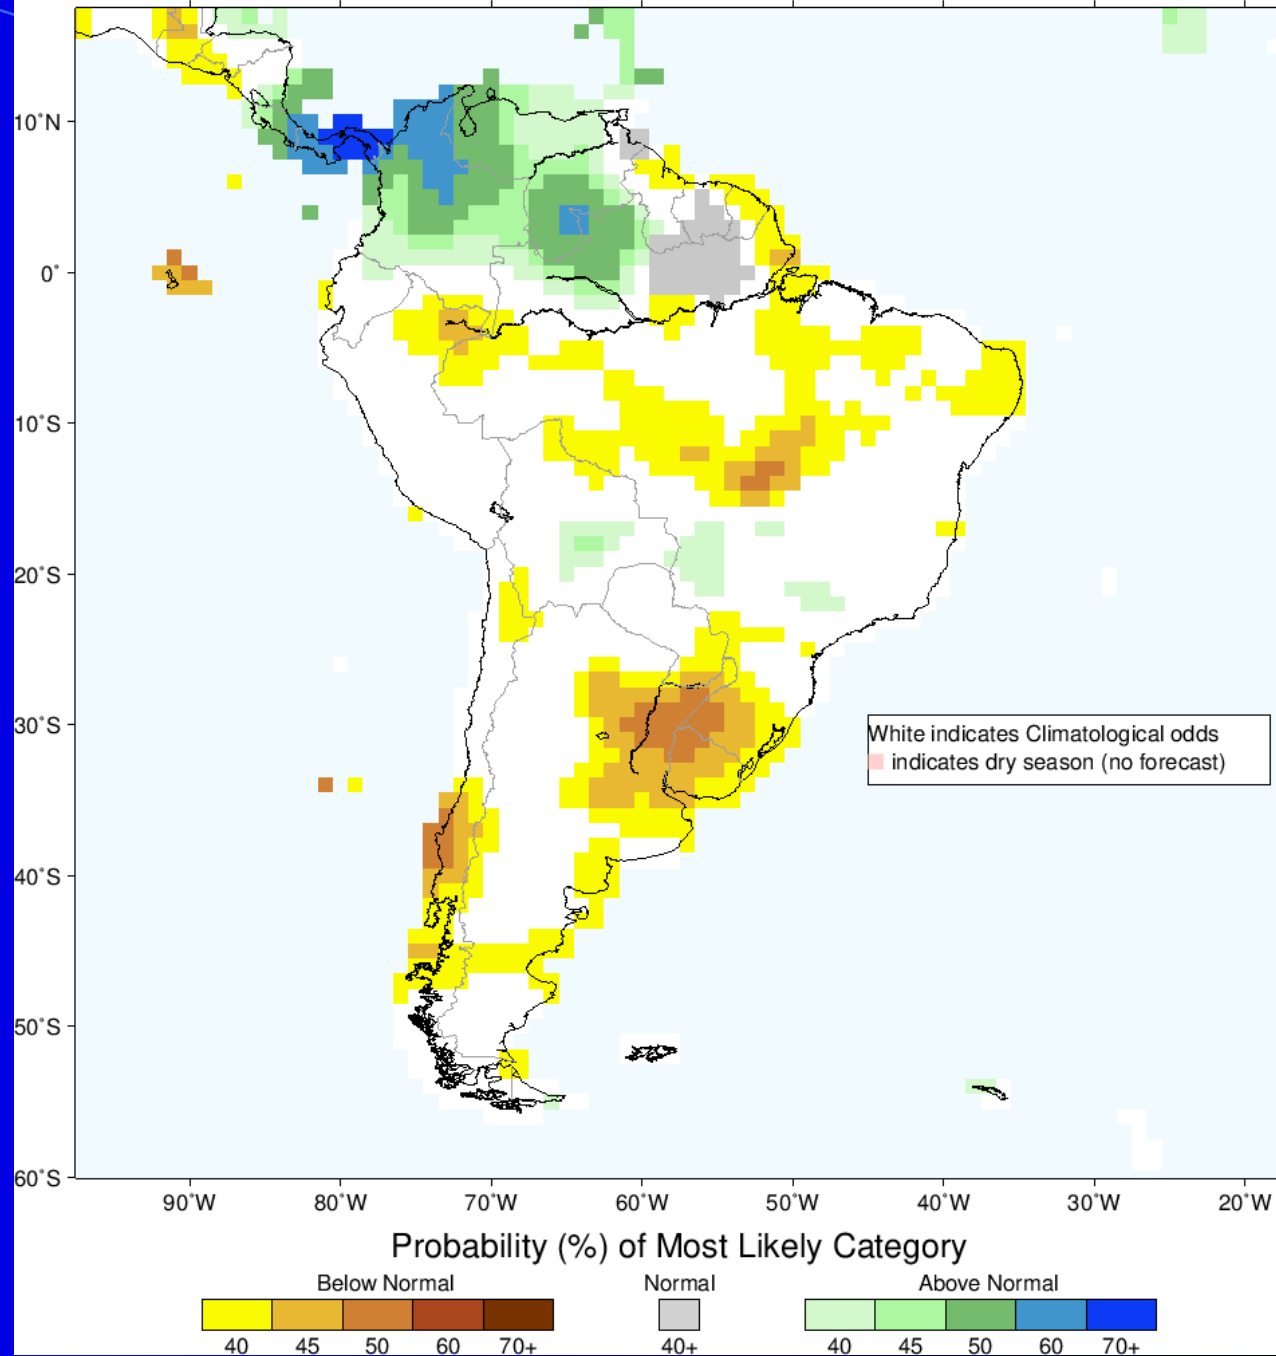 10°N
0°
10°S
20°S
30°S
40°S
50°S
60°S
White indicates Climatological odds
indicates dry season (no forecast)
90°W 80°W 70°W 60°W 50°W 40°W 30°W 20°W
Probability (%) of Most Likely Category
Below Normal Normal Above Normal
40 45 50 60 70+ 40+ 40 45 50 60 70+